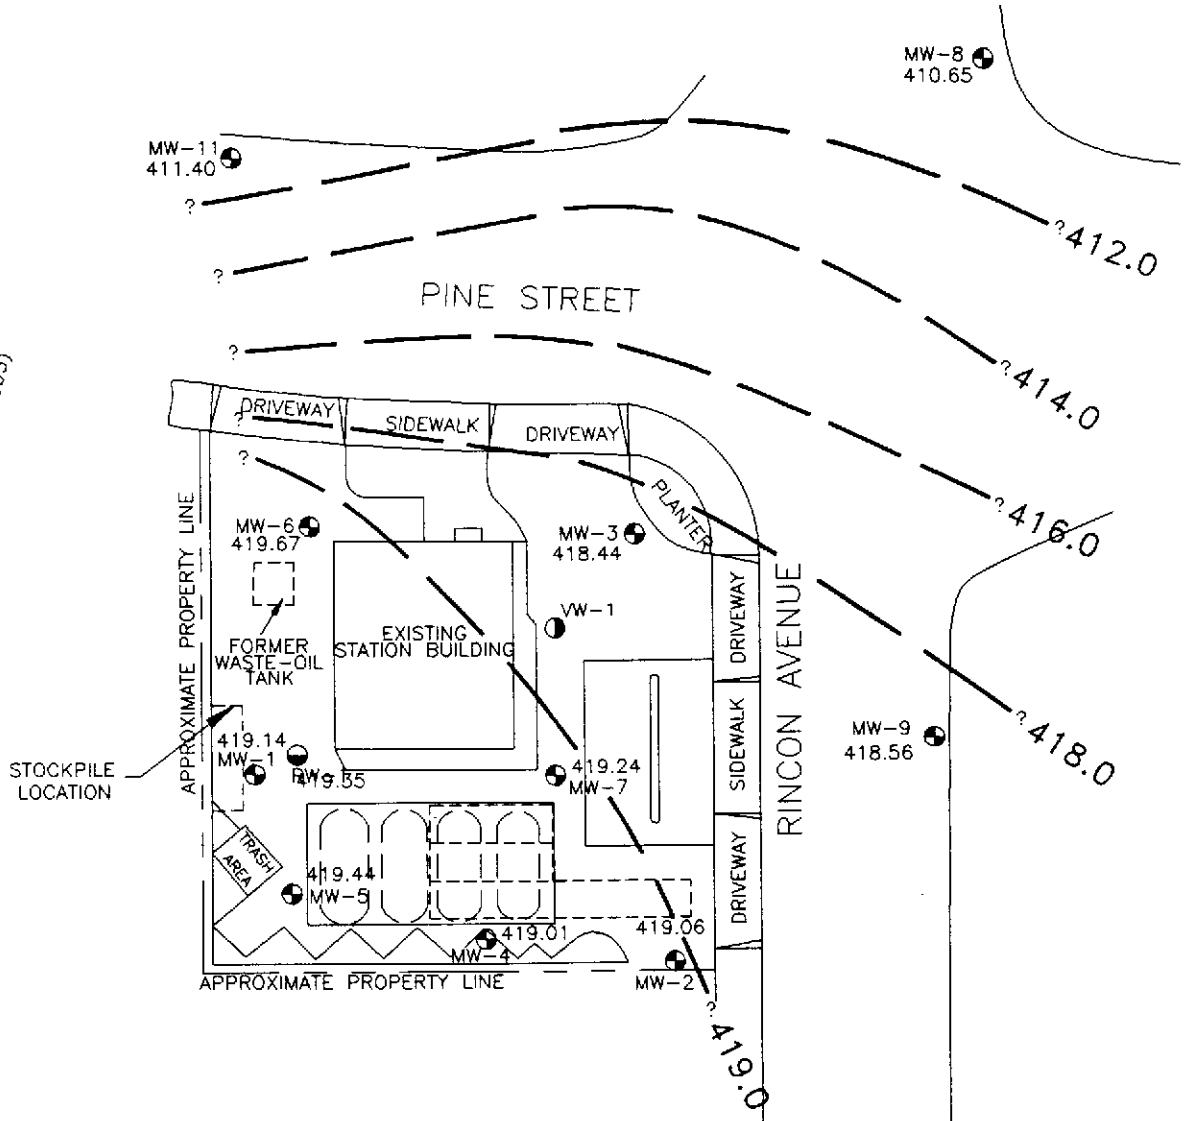 MW-8
410.65
MW-11
411.40
?
?
412.0
?
PINE STREET
?
?
414.0
?
DRIVEWAY
SIDEWALK
DRIVEWAY
?
?
PLANTER
?
416.0
MW-6
419.67
MW-3
418.44
APPROXIMATE PROPERTY LINE
VW-1
DRIVEWAY
RINCON AVENUE
FORMER
WASTE-OIL
TANK
EXISTING
STATION BUILDING
?
418.0
MW-9
418.56
SIDEWALK
STOCKPILE
LOCATION
419.14
MW-1
419.24
MW-7
TRASH
AREA
419.44
MW-5
DRIVEWAY
419.01
MW-4
419.06
MW-2
APPROXIMATE PROPERTY LINE
?
419.0